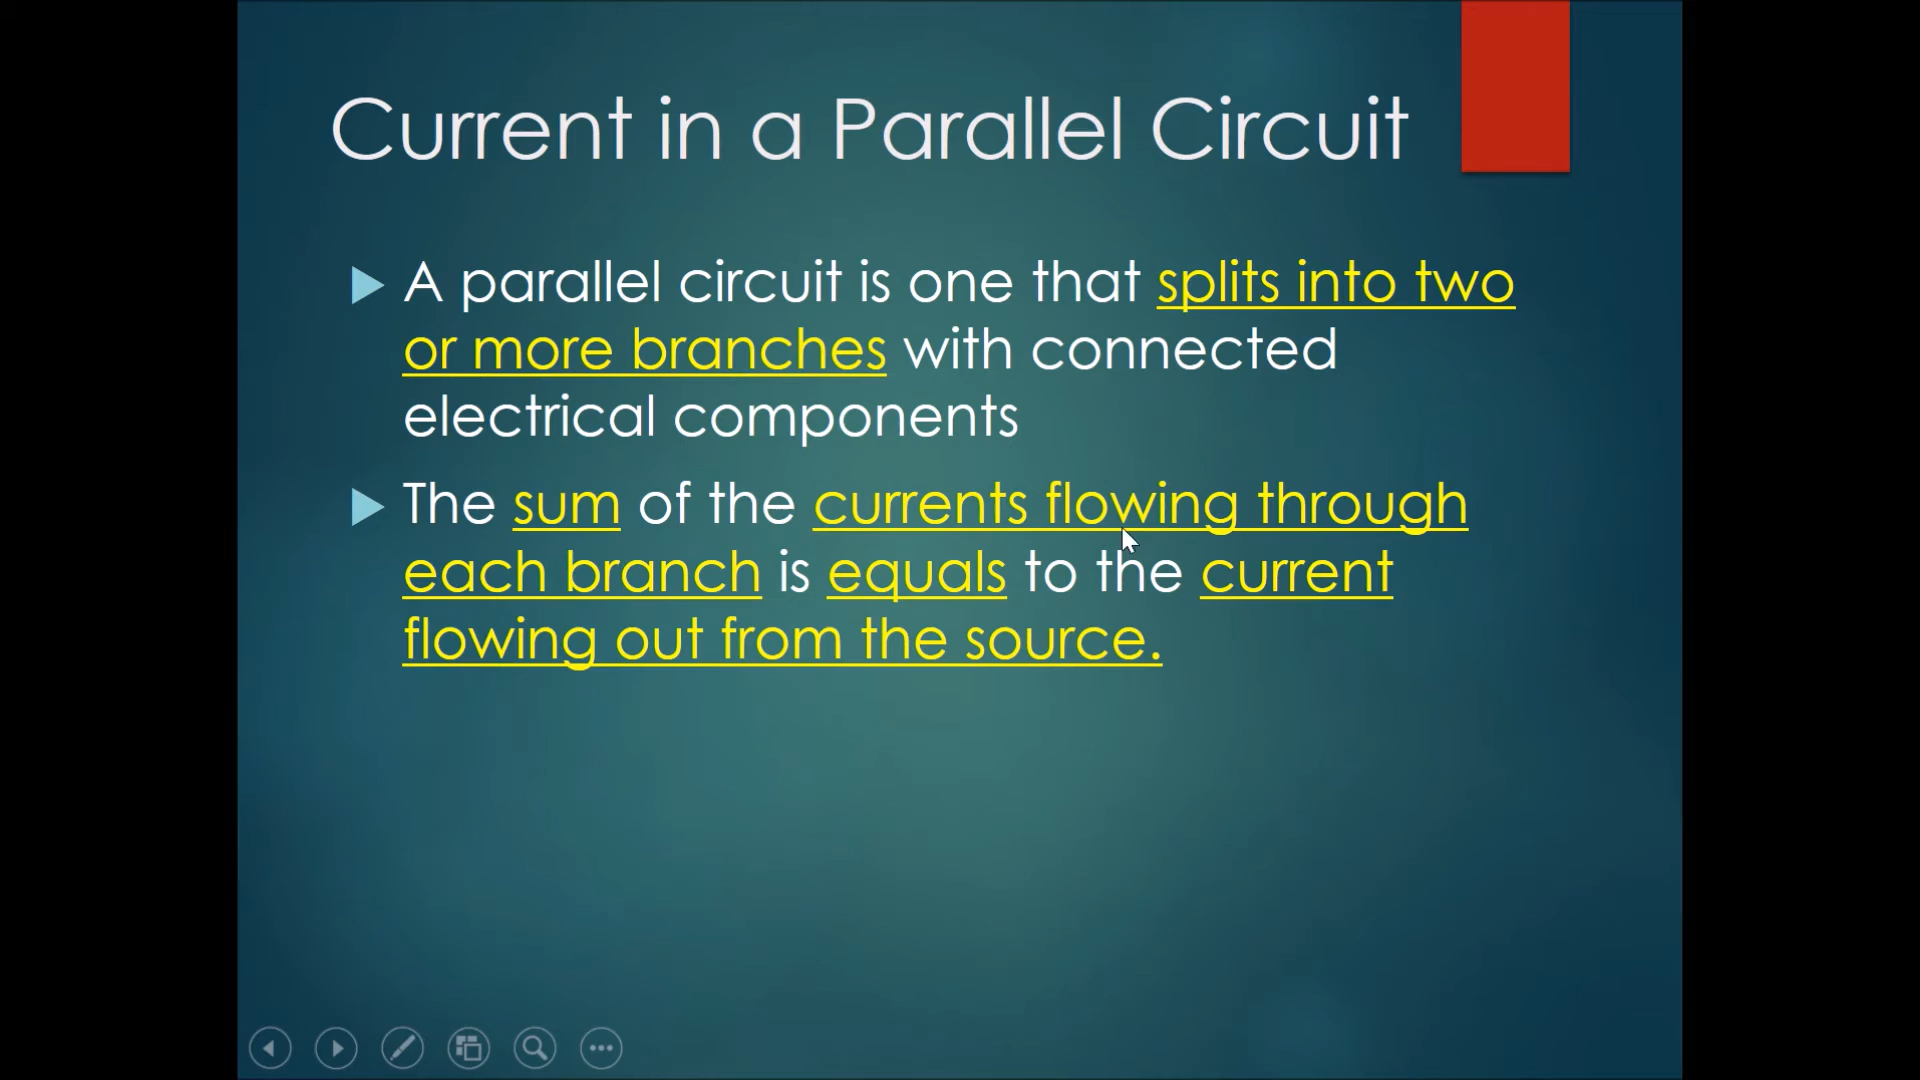 Current in a Parallel Circuit
A parallel circuit is one that splits into two
or more branches with connected
electrical components
The sum of the currents flowing through
each branch is equals to the current
flowing out from the source.